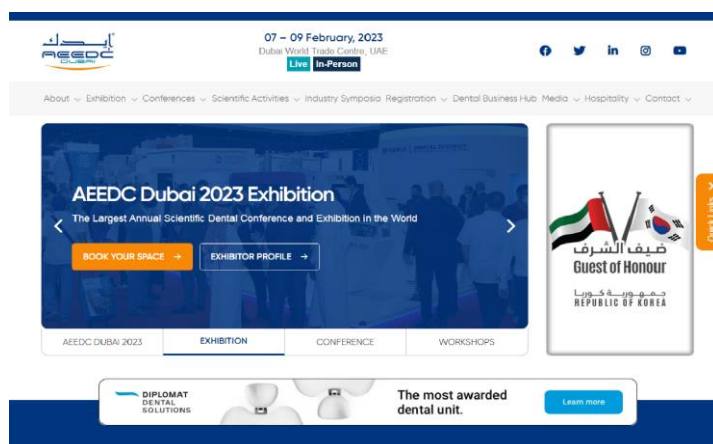 إيدك
AEEDC
DUBAI
07 – 09 February, 2023
Dubai World Trade Centre, UAE
Live In-Person
About Exhibition Conferences Scientific Activities Industry Symposia Registration Dental Business Hub Media Hospitality Contact
AEEDC Dubai 2023 Exhibition
The Largest Annual Scientific Dental Conference and Exhibition in the World
BOOK YOUR SPACE →
EXHIBITOR PROFILE →
ضيف الشرف
Guest of Honour
جمهورية كوريا
REPUBLIC OF KOREA
Quick Links
AEEDC DUBAI 2023
EXHIBITION
CONFERENCE
WORKSHOPS
DIPLOMAT
DENTAL
SOLUTIONS
The most awarded
dental unit.
Learn more